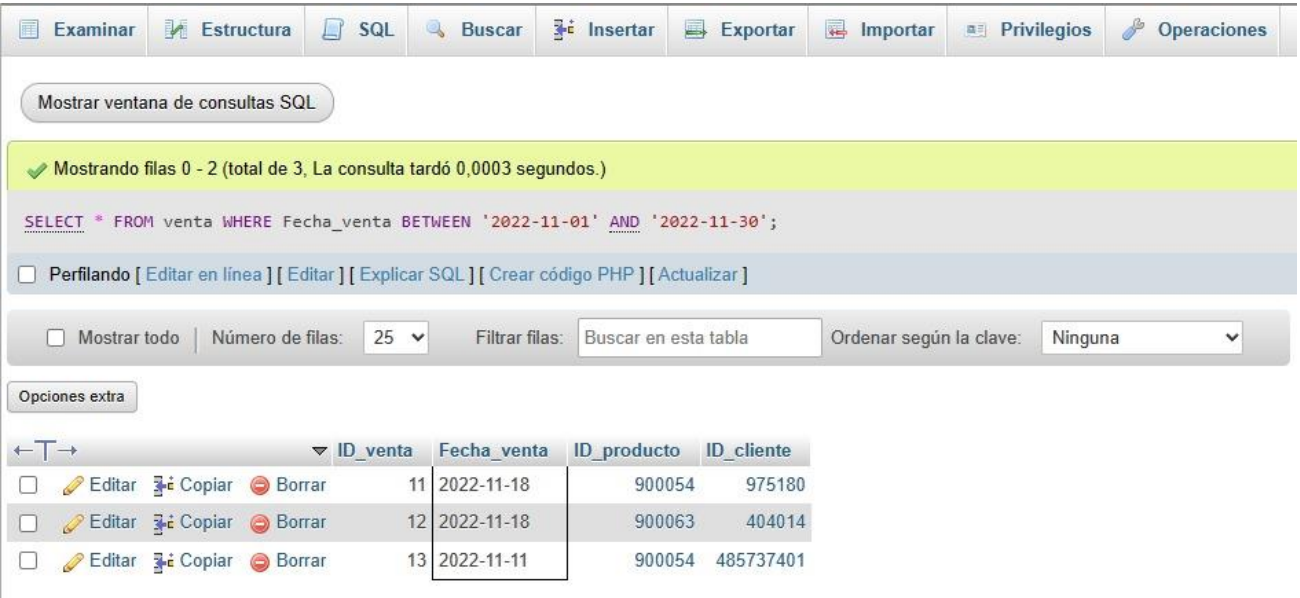 Examinar Estructura SQL Buscar Insertar Exportar Importar Privilegios Operaciones
Mostrar ventana de consultas SQL
Mostrando filas 0 - 2 (total de 3, La consulta tardó 0,0003 segundos.)
SELECT * FROM venta WHERE Fecha_venta BETWEEN '2022-11-01' AND '2022-11-30';
Perfilando [ Editar en línea ] [ Editar ] [ Explicar SQL ] [ Crear código PHP ] [ Actualizar ]
Mostrar todo | Número de filas: 25 Filtrar filas: Buscar en esta tabla Ordenar según la clave: Ninguna
Opciones extra
←T→ ID_venta Fecha_venta ID_producto ID_cliente
Editar Copiar Borrar 11 2022-11-18 900054 975180
Editar Copiar Borrar 12 2022-11-18 900063 404014
Editar Copiar Borrar 13 2022-11-11 900054 485737401